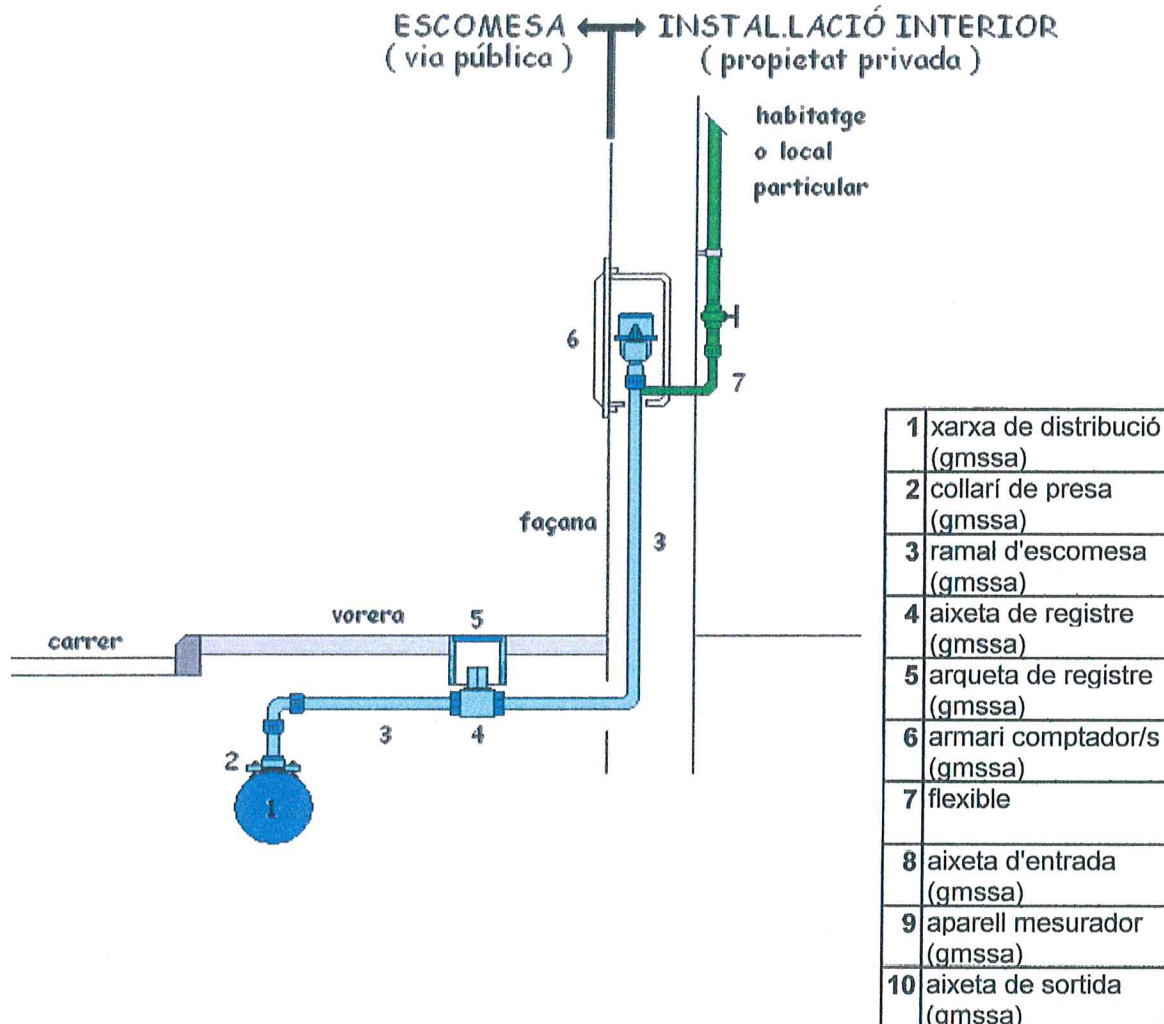 ESCOMESA INSTAL.LACIÓ INTERIOR
( via pública ) ( propietat privada )
habitatge
o local
particular
6
7
façana
3
vorera
5
carrer
3
4
2
1
1 xarxa de distribució
(gmssa)
2 collarí de presa
(gmssa)
3 ramal d'escomesa
(gmssa)
4 aixeta de registre
(gmssa)
5 arqueta de registre
(gmssa)
6 armari comptador/s
(gmssa)
7 flexible
8 aixeta d'entrada
(gmssa)
9 aparell mesurador
(gmssa)
10 aixeta de sortida
(gmssa)